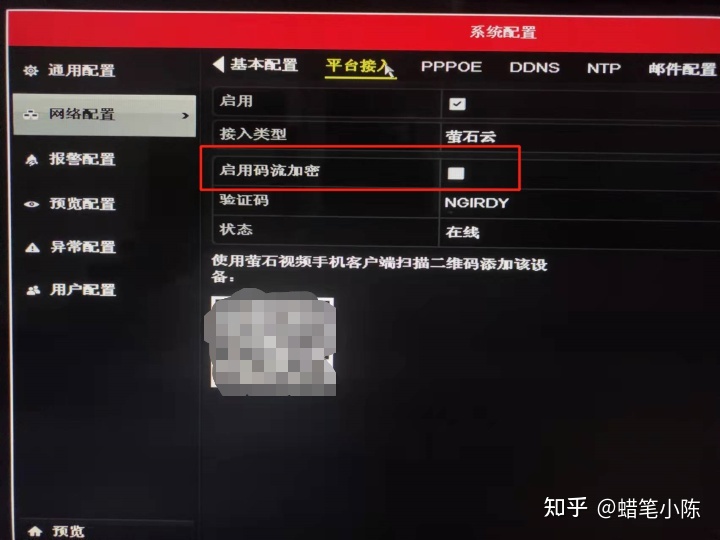 系统配置
通用配置
网络配置
报警配置
预览配置
异常配置
用户配置
预览
基本配置 平台接入 PPPOE DDNS NTP 邮件配置
启用
接入类型 萤石云
启用码流加密
验证码 NGIRDY
状态 在线
使用萤石视频手机客户端扫描二维码添加该设
备：
知乎 @蜡笔小陈